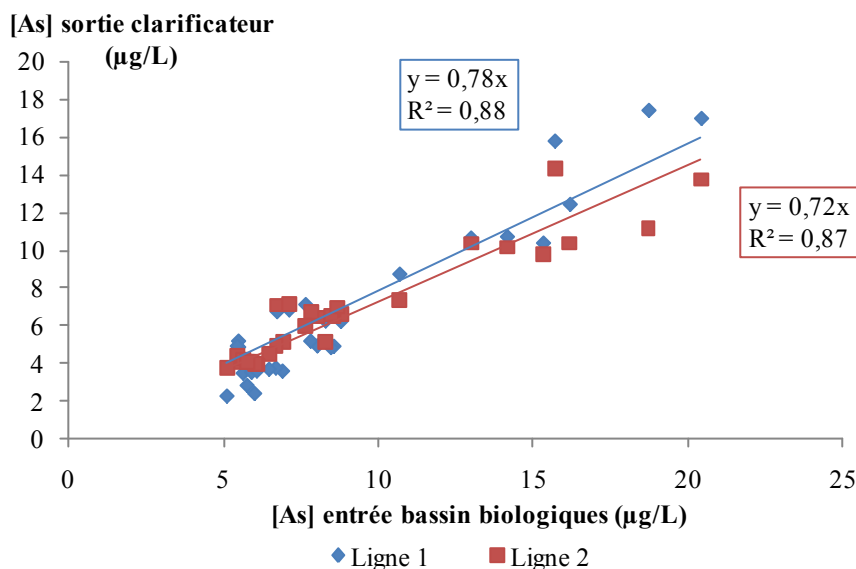 [As] sortie clarificateur
(µg/L)
20
18
16
14
12
10
8
6
4
2
0
y = 0,78x
R² = 0,88
y = 0,72x
R² = 0,87
0 5 10 15 20 25
[As] entrée bassin biologiques (µg/L)
Ligne 1 Ligne 2